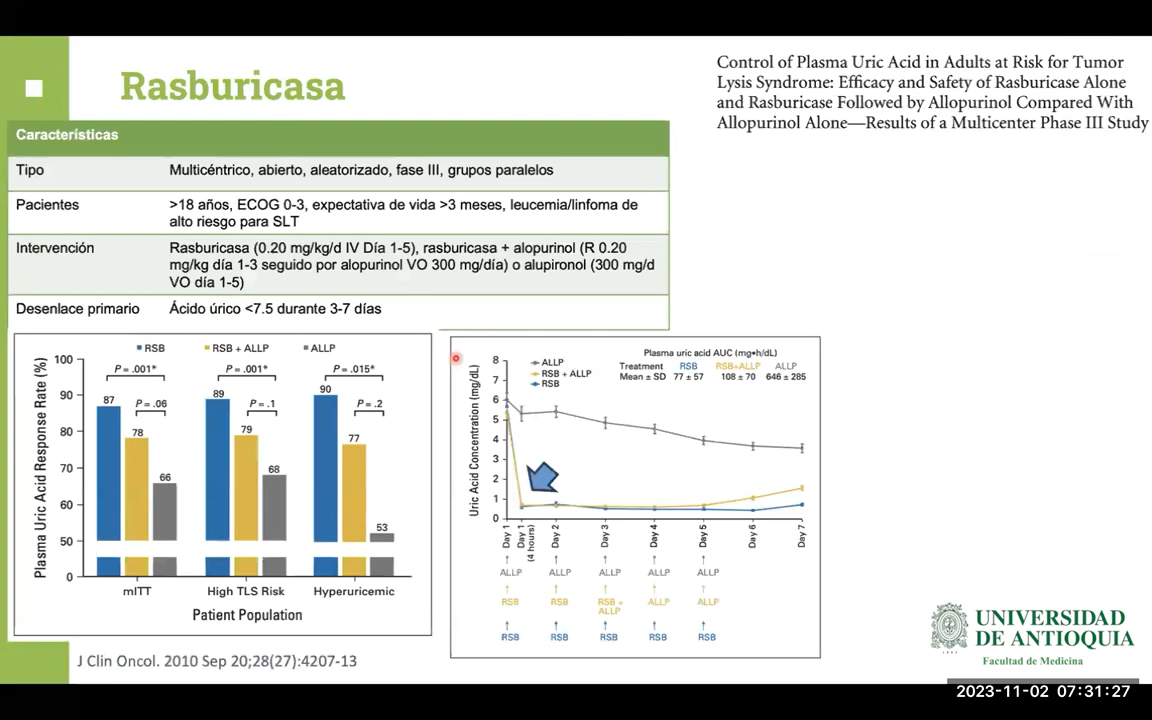 Rasburicasa
Control of Plasma Uric Acid in Adults at Risk for Tumor
Lysis Syndrome: Efficacy and Safety of Rasburicase Alone
and Rasburicase Followed by Allopurinol Compared With
Allopurinol Alone—Results of a Multicenter Phase III Study
Características
Tipo Multicéntrico, abierto, aleatorizado, fase III, grupos paralelos
Pacientes >18 años, ECOG 0-3, expectativa de vida >3 meses, leucemia/linfoma de
alto riesgo para SLT
Intervención Rasburicasa (0.20 mg/kg/d IV Día 1-5), rasburicasa + alopurinol (R 0.20
mg/kg día 1-3 seguido por alopurinol VO 300 mg/día) o alupironol (300 mg/d
VO día 1-5)
Desenlace primario Ácido úrico <7.5 durante 3-7 días
RSB RSB + ALLP ALLP
Plasma Uric Acid Response Rate (%)
100
90
80
70
60
50
0
P = .001* P = .001* P = .015*
P = .06 P = .1 P = .2
87 78 66
89 79 68
90 77 53
mITT High TLS Risk Hyperuricemic
Patient Population
ALLP
RSB + ALLP
RSB
Plasma uric acid AUC (mg•h/dL)
Treatment RSB RSB+ALLP ALLP
Mean ± SD 77 ± 57 108 ± 70 646 ± 285
Uric Acid Concentration (mg/dL)
8
7
6
5
4
3
2
1
0
Day 1 Day 1 (4 hours) Day 2 Day 3 Day 4 Day 5 Day 6 Day 7
ALLP ALLP ALLP ALLP ALLP
RSB RSB RSB + ALLP ALLP ALLP
RSB RSB RSB RSB RSB
J Clin Oncol. 2010 Sep 20;28(27):4207-13
UNIVERSIDAD
DE ANTIOQUIA
1803
Facultad de Medicina
2023-11-02 07:31:27